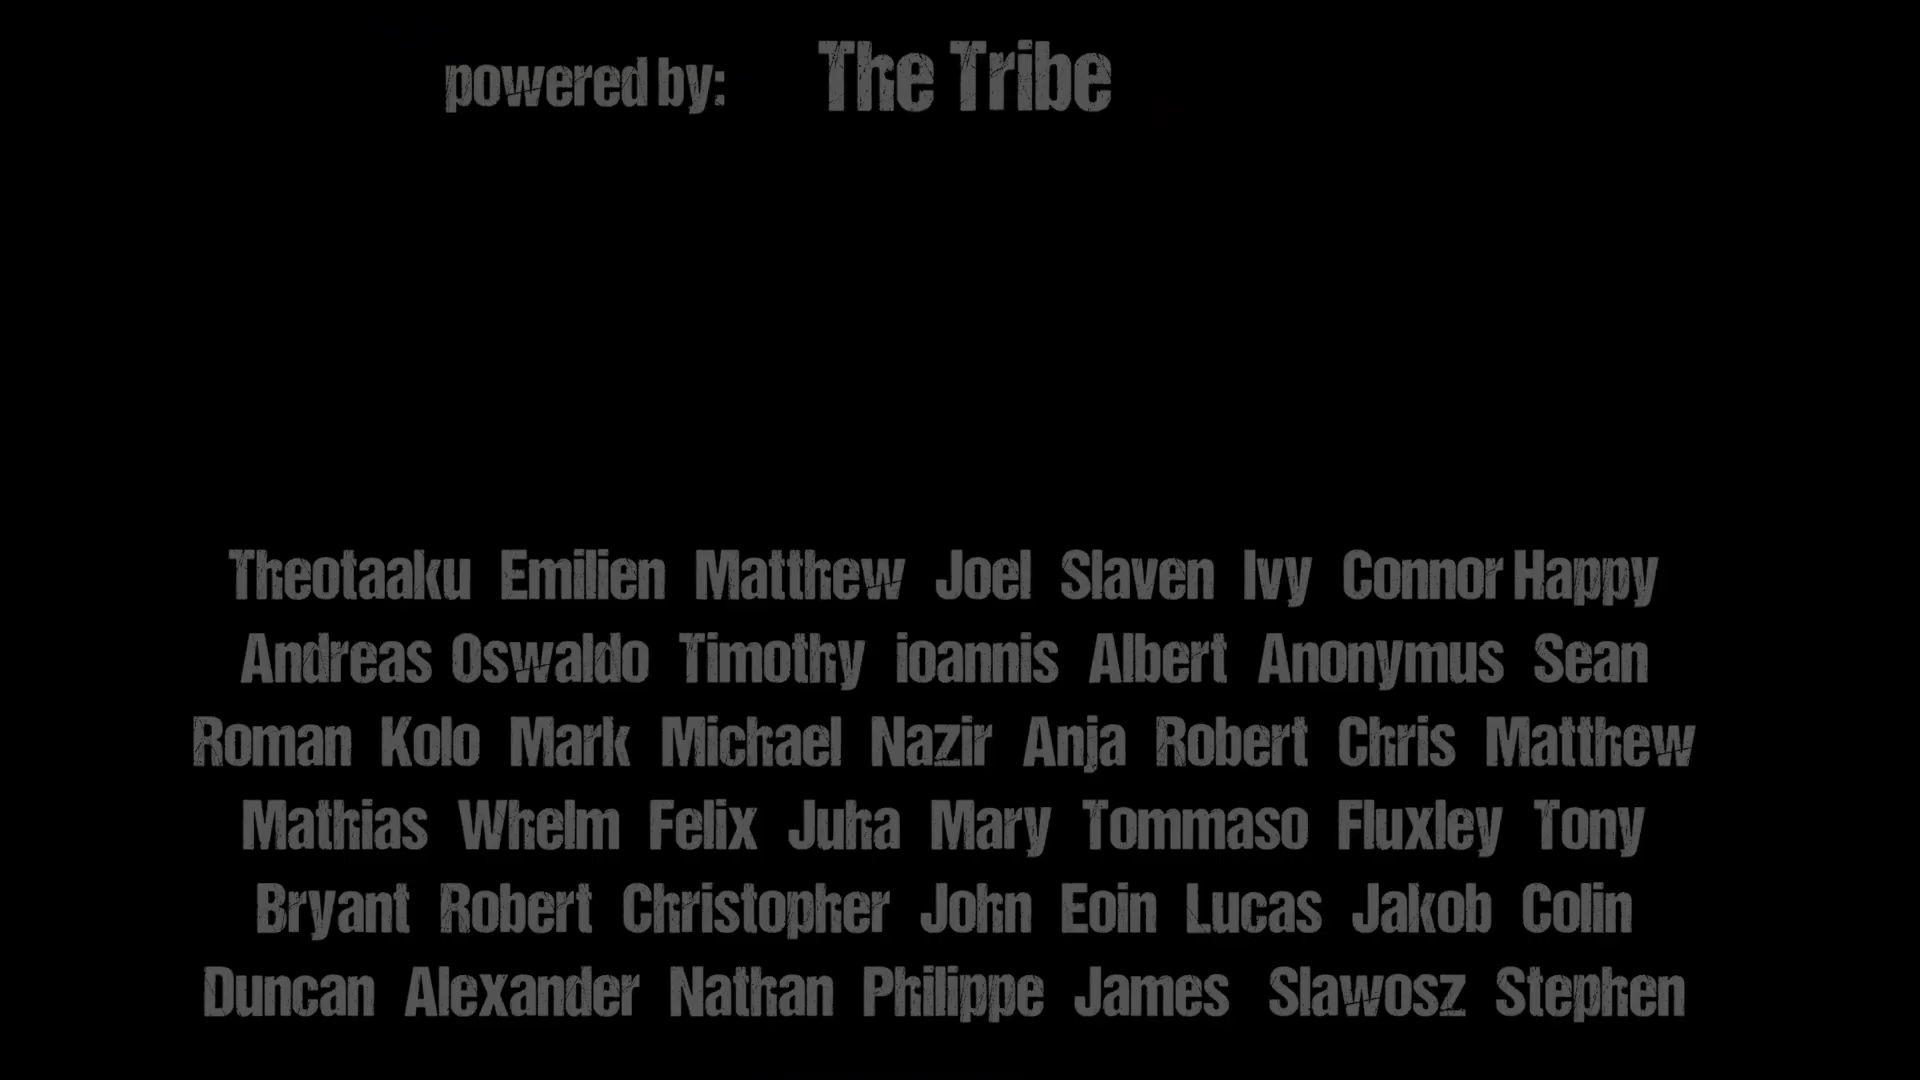 powered by: The Tribe
Theotaaku Emilien Matthew Joel Slaven Ivy Connor Happy
Andreas Oswaldo Timothy ioannis Albert Anonymus Sean
Roman Kolo Mark Michael Nazir Anja Robert Chris Matthew
Mathias Whelm Felix Juha Mary Tommaso Fluxley Tony
Bryant Robert Christopher John Eoin Lucas Jakob Colin
Duncan Alexander Nathan Philippe James Slawosz Stephen